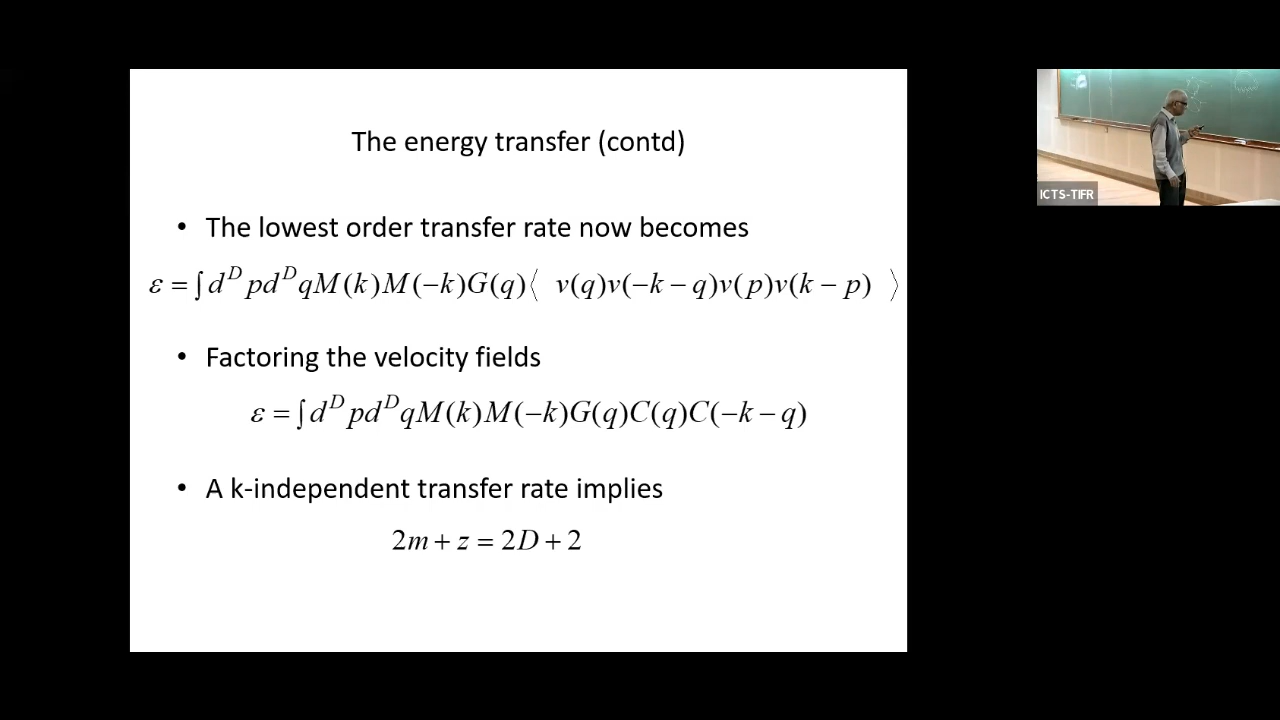 The energy transfer (contd)
• The lowest order transfer rate now becomes
ε = ∫ d^D p d^D q M(k)M(−k)G(q)⟨ v(q)v(−k − q)v(p)v(k − p) ⟩
• Factoring the velocity fields
ε = ∫ d^D p d^D q M(k)M(−k)G(q)C(q)C(−k − q)
• A k-independent transfer rate implies
2m + z = 2D + 2
ICTS-TIFR